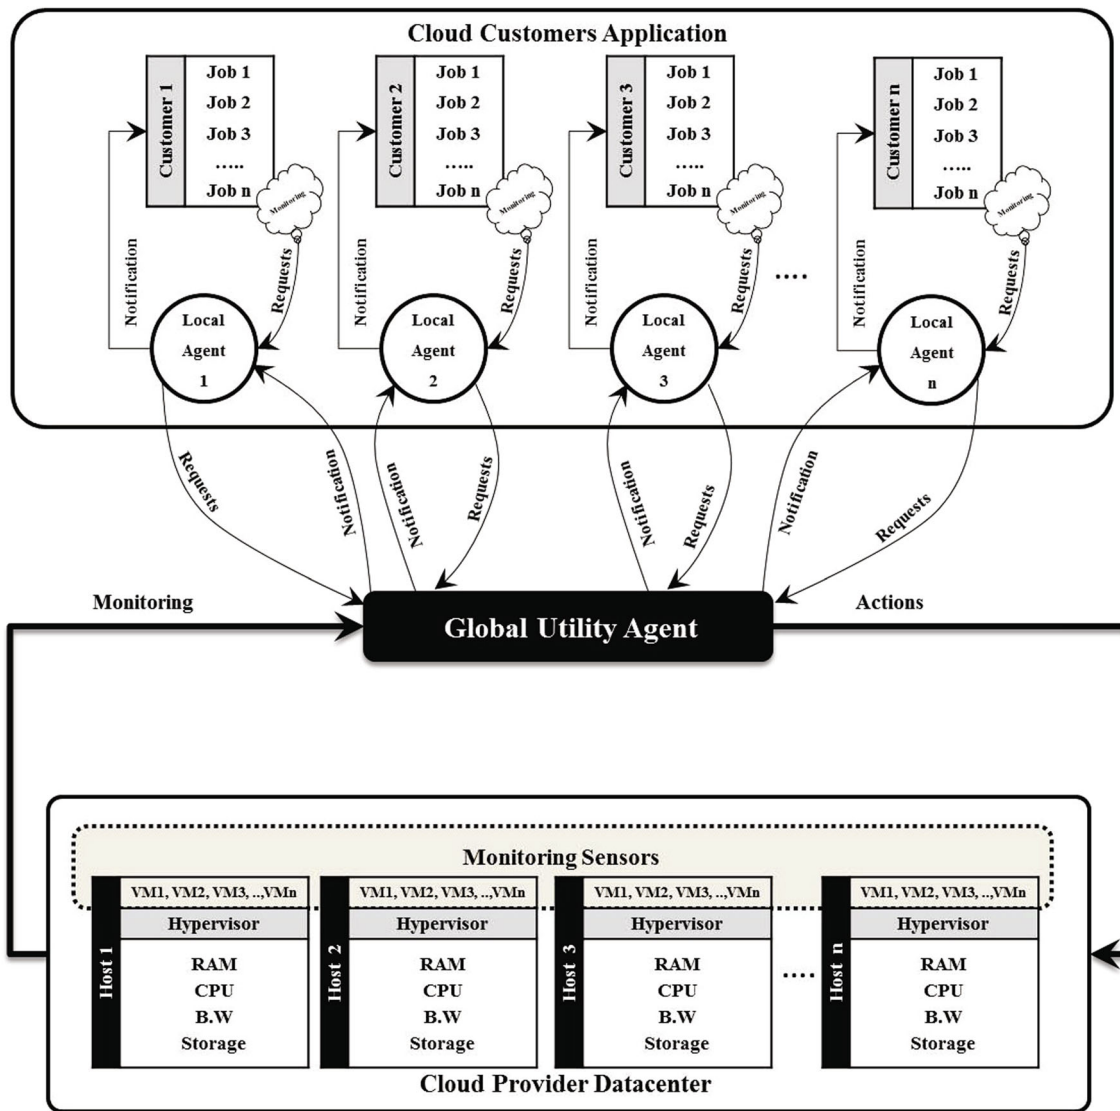 Cloud Customers Application
Customer 1
Job 1
Job 2
Job 3
.....
Job n
Monitoring
Requests
Notification
Local
Agent
1
Customer 2
Job 1
Job 2
Job 3
.....
Job n
Monitoring
Requests
Notification
Local
Agent
2
Customer 3
Job 1
Job 2
Job 3
.....
Job n
Monitoring
Requests
Notification
Local
Agent
3
....
Customer n
Job 1
Job 2
Job 3
.....
Job n
Monitoring
Requests
Notification
Local
Agent
n
Requests
Notification
Notification
Requests
Notification
Requests
Notification
Requests
Monitoring
Global Utility Agent
Actions
Monitoring Sensors
Host 1
VM1, VM2, VM3, ..,VMn
Hypervisor
RAM
CPU
B.W
Storage
Host 2
VM1, VM2, VM3, ..,VMn
Hypervisor
RAM
CPU
B.W
Storage
Host 3
VM1, VM2, VM3, ..,VMn
Hypervisor
RAM
CPU
B.W
Storage
....
Host n
VM1, VM2, VM3, ..,VMn
Hypervisor
RAM
CPU
B.W
Storage
Cloud Provider Datacenter